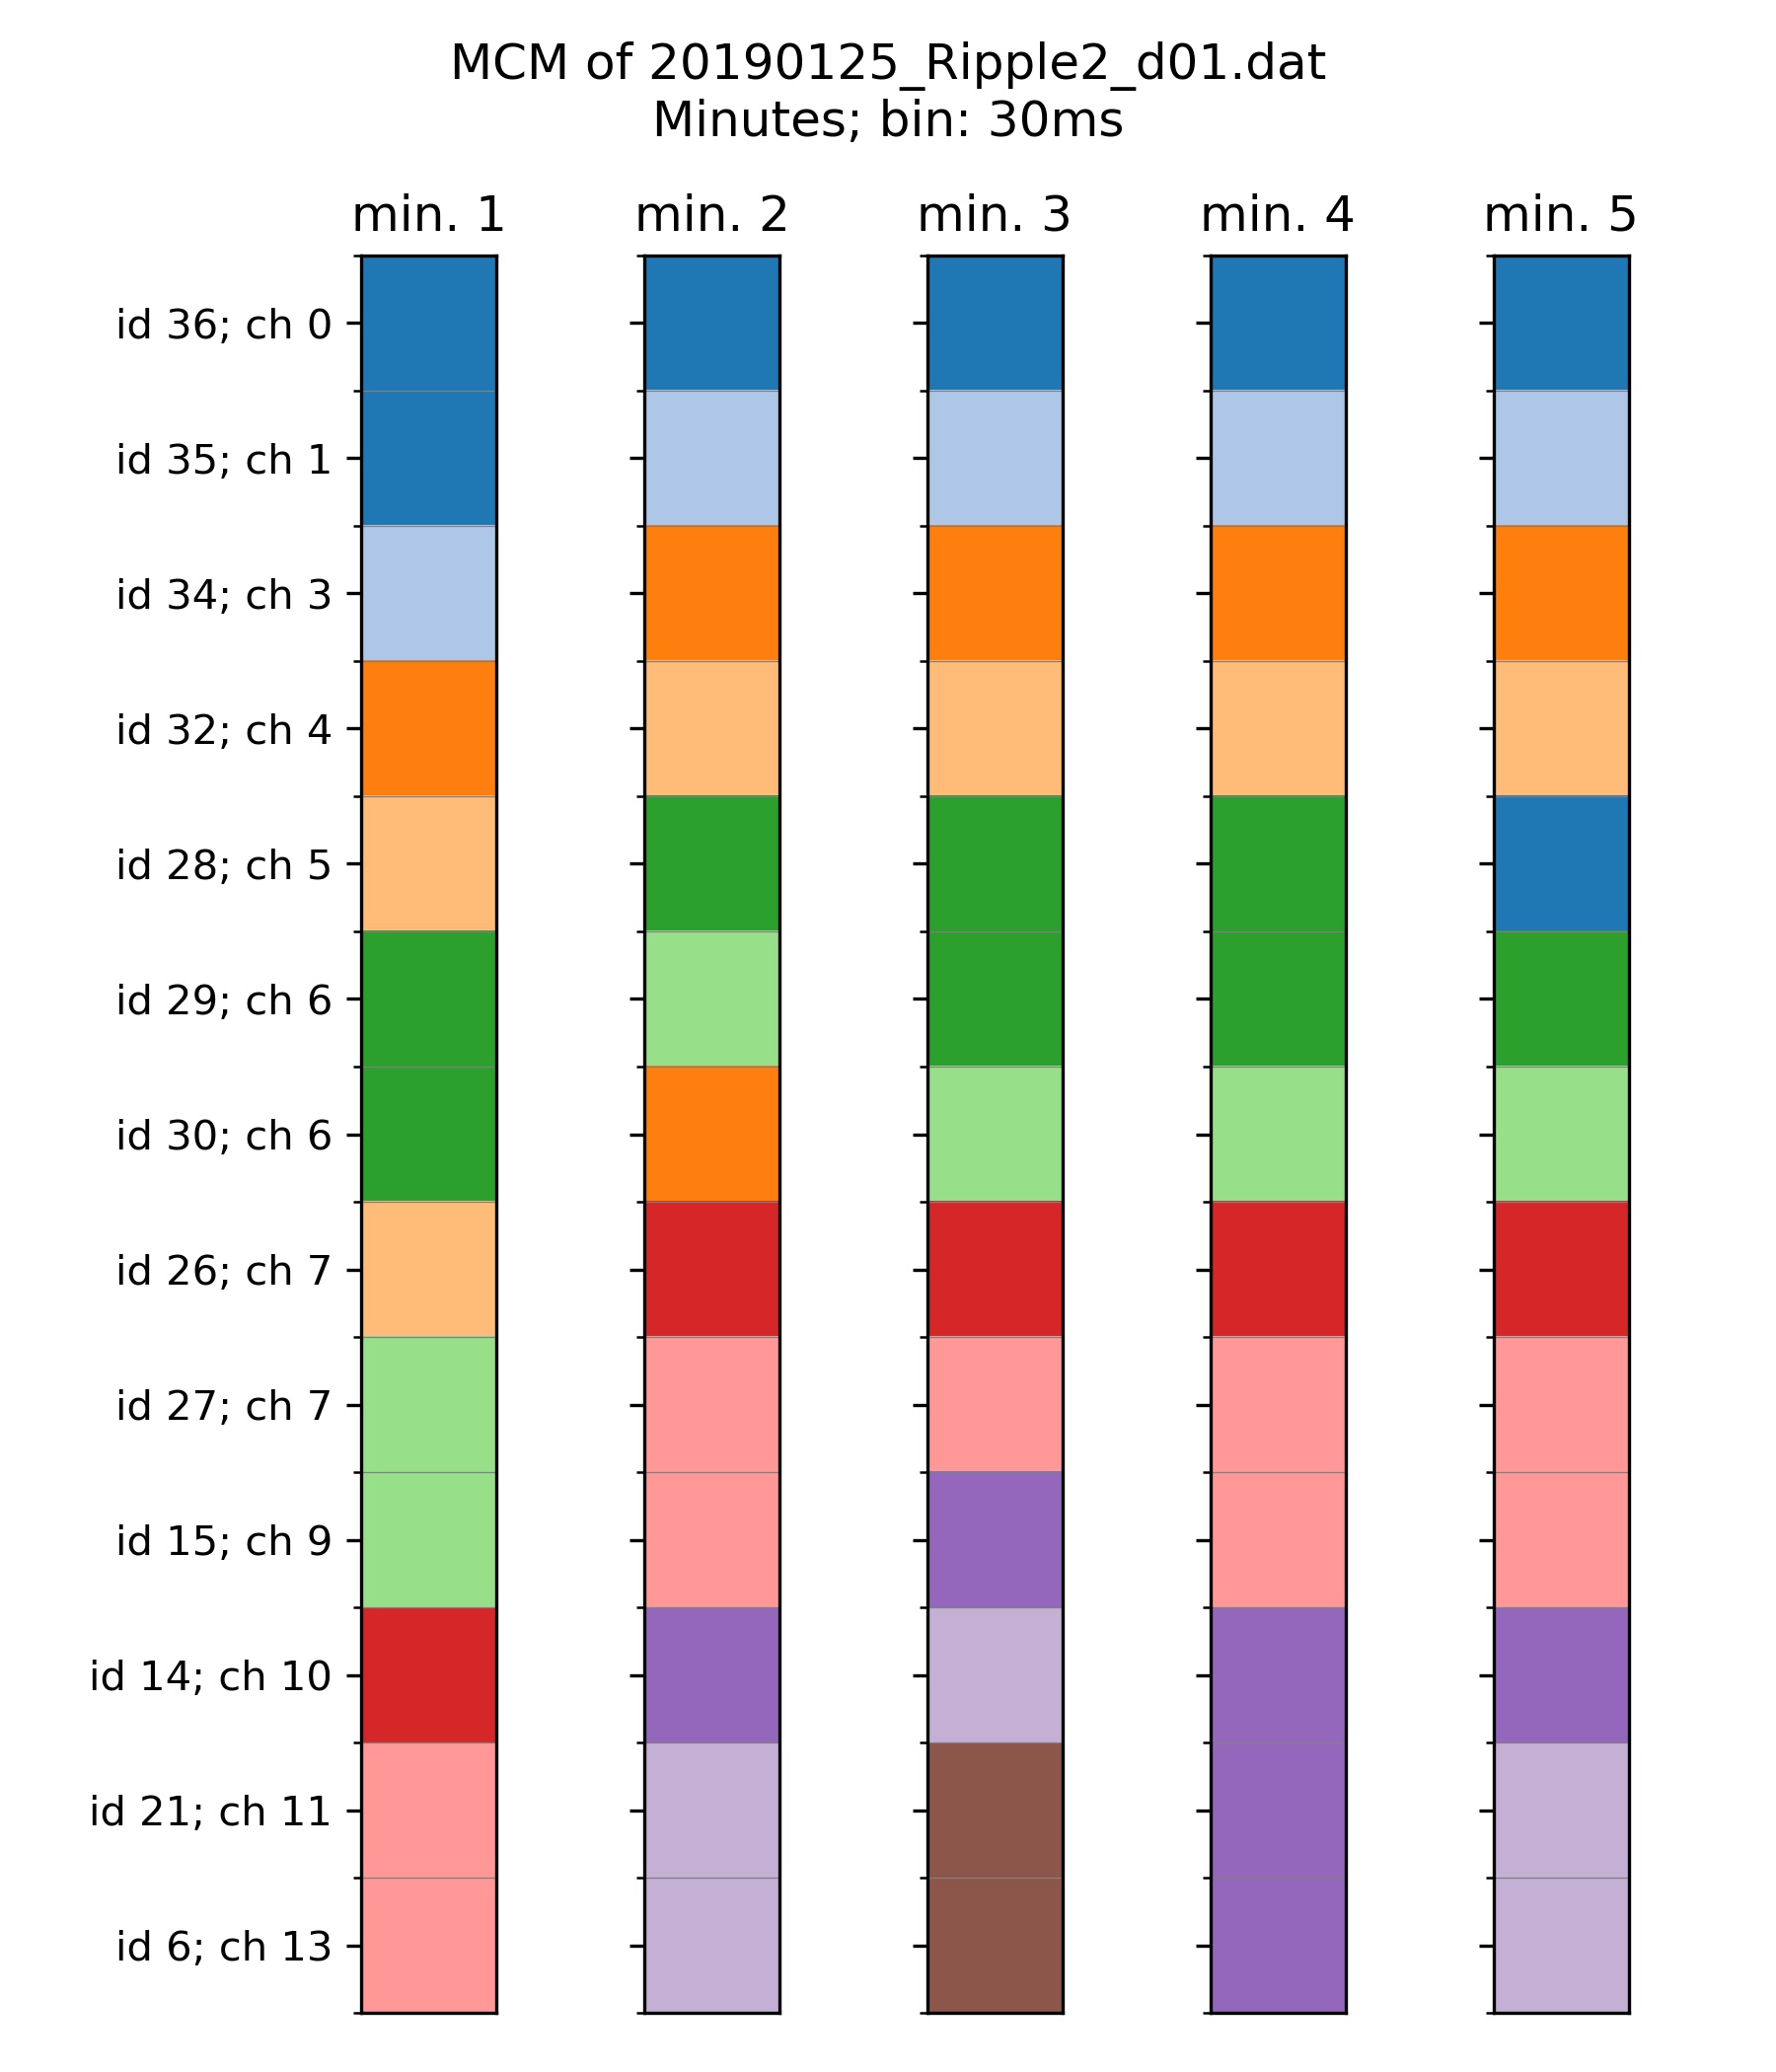 MCM of 20190125_Ripple2_d01.dat
Minutes; bin: 30ms
min. 1 min. 2 min. 3 min. 4 min. 5
id 36; ch 0
id 35; ch 1
id 34; ch 3
id 32; ch 4
id 28; ch 5
id 29; ch 6
id 30; ch 6
id 26; ch 7
id 27; ch 7
id 15; ch 9
id 14; ch 10
id 21; ch 11
id 6; ch 13